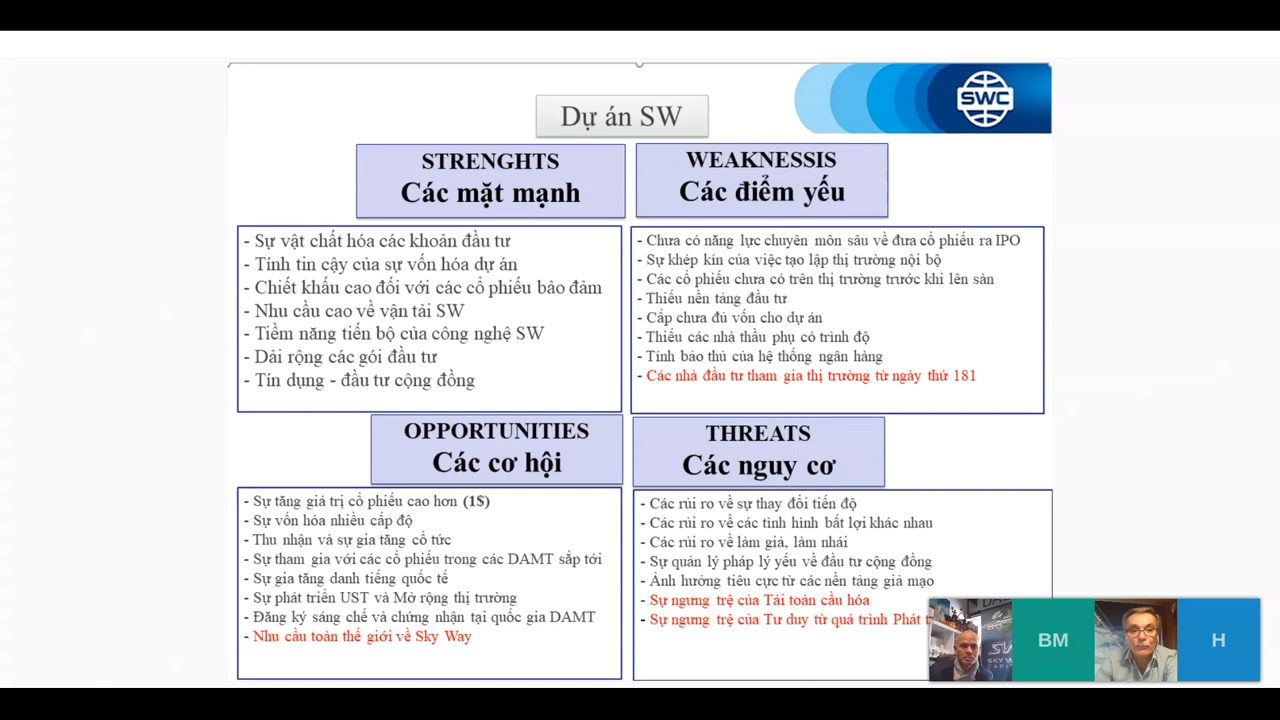 SWC
Dự án SW
STRENGHTS
Các mặt mạnh
WEAKNESSIS
Các điểm yếu
- Sự vật chất hóa các khoản đầu tư
- Tính tin cậy của sự vốn hóa dự án
- Chiết khấu cao đối với các cổ phiếu bảo đảm
- Nhu cầu cao về vận tải SW
- Tiềm năng tiến bộ của công nghệ SW
- Dải rộng các gói đầu tư
- Tín dụng - đầu tư cộng đồng
- Chưa có năng lực chuyên môn sâu về đưa cổ phiếu ra IPO
- Sự khép kín của việc tạo lập thị trường nội bộ
- Các cổ phiếu chưa có trên thị trường trước khi lên sàn
- Thiếu nền tảng đầu tư
- Cấp chưa đủ vốn cho dự án
- Thiếu các nhà thầu phụ có trình độ
- Tính bảo thủ của hệ thống ngân hàng
- Các nhà đầu tư tham gia thị trường từ ngày thứ 181
OPPORTUNITIES
Các cơ hội
THREATS
Các nguy cơ
- Sự tăng giá trị cổ phiếu cao hơn (1$)
- Sự vốn hóa nhiều cấp độ
- Thu nhận và sự gia tăng cổ tức
- Sự tham gia với các cổ phiếu trong các DAMT sắp tới
- Sự gia tăng danh tiếng quốc tế
- Sự phát triển UST và Mở rộng thị trường
- Đăng ký sáng chế và chứng nhận tại quốc gia DAMT
- Nhu cầu toàn thế giới về Sky Way
- Các rủi ro về sự thay đổi tiến độ
- Các rủi ro về các tình hình bất lợi khác nhau
- Các rủi ro về làm giả, làm nhái
- Sự quản lý pháp lý yếu về đầu tư cộng đồng
- Ảnh hưởng tiêu cực từ các nền tảng giả mạo
- Sự ngưng trệ của Tái toàn cầu hóa
- Sự ngưng trệ của Tư duy từ quá trình Phát
BM
H